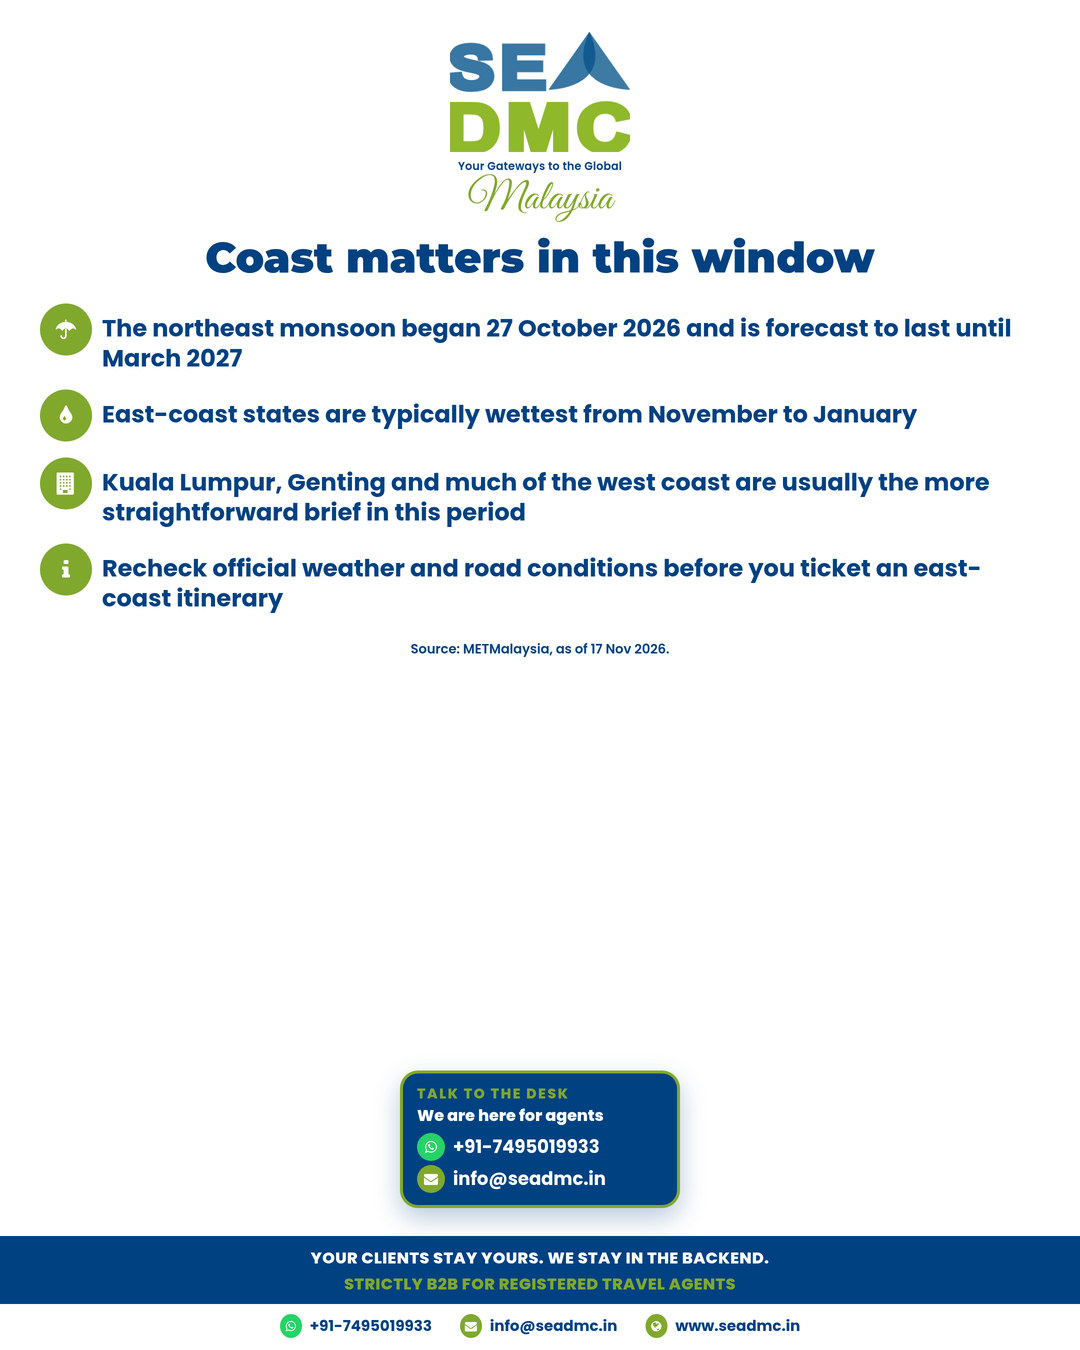 SEA
DMC
Your Gateways to the Global
Malaysia
Coast matters in this window
The northeast monsoon began 27 October 2026 and is forecast to last until
March 2027
East-coast states are typically wettest from November to January
Kuala Lumpur, Genting and much of the west coast are usually the more
straightforward brief in this period
Recheck official weather and road conditions before you ticket an east-
coast itinerary
Source: METMalaysia, as of 17 Nov 2026.
TALK TO THE DESK
We are here for agents
+91-7495019933
info@seadmc.in
YOUR CLIENTS STAY YOURS. WE STAY IN THE BACKEND.
STRICTLY B2B FOR REGISTERED TRAVEL AGENTS
+91-7495019933 info@seadmc.in www.seadmc.in